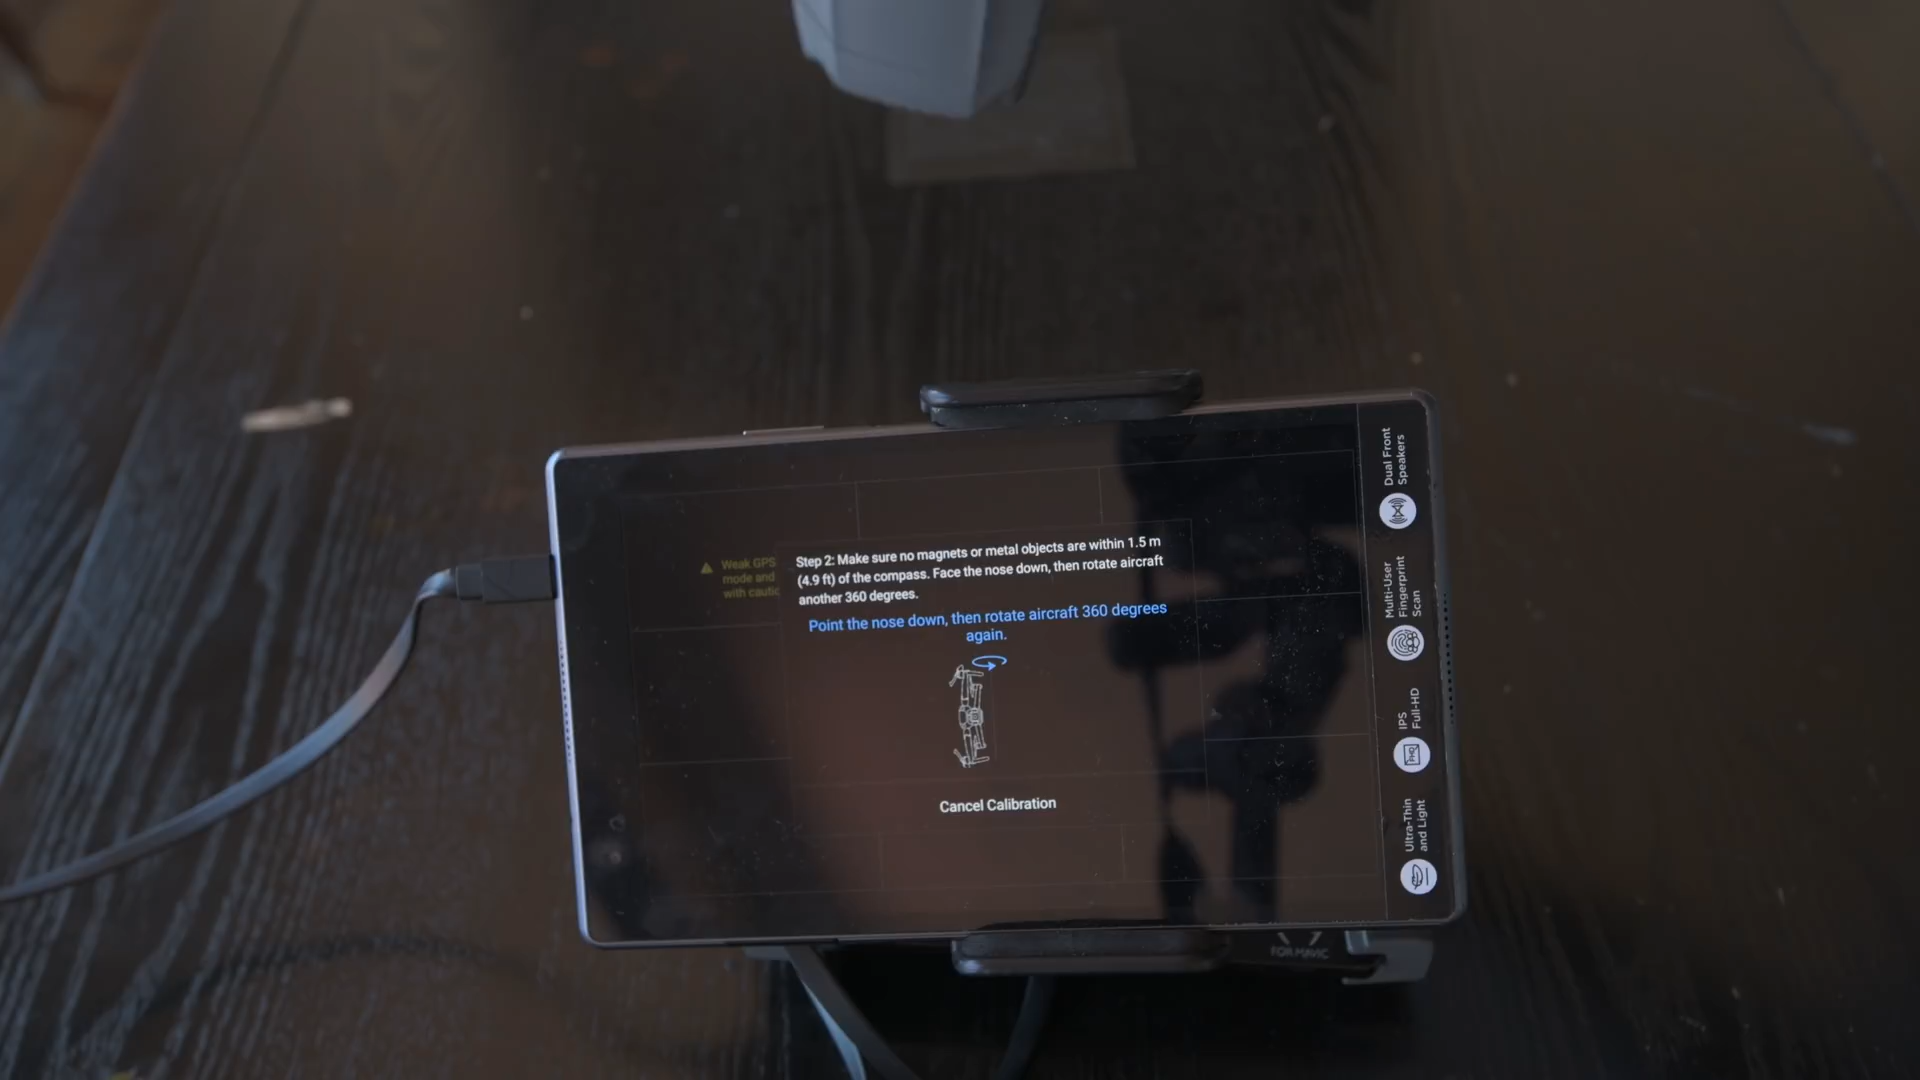 Weak GPS
mode and
with cautio
Step 2: Make sure no magnets or metal objects are within 1.5 m
(4.9 ft) of the compass. Face the nose down, then rotate aircraft
another 360 degrees.
Point the nose down, then rotate aircraft 360 degrees
again.
Cancel Calibration
Dual Front
Speakers
Multi-User
Fingerprint
Scan
IPS
Full-HD
FHD
Ultra-Thin
and Light
FOR MAVIC